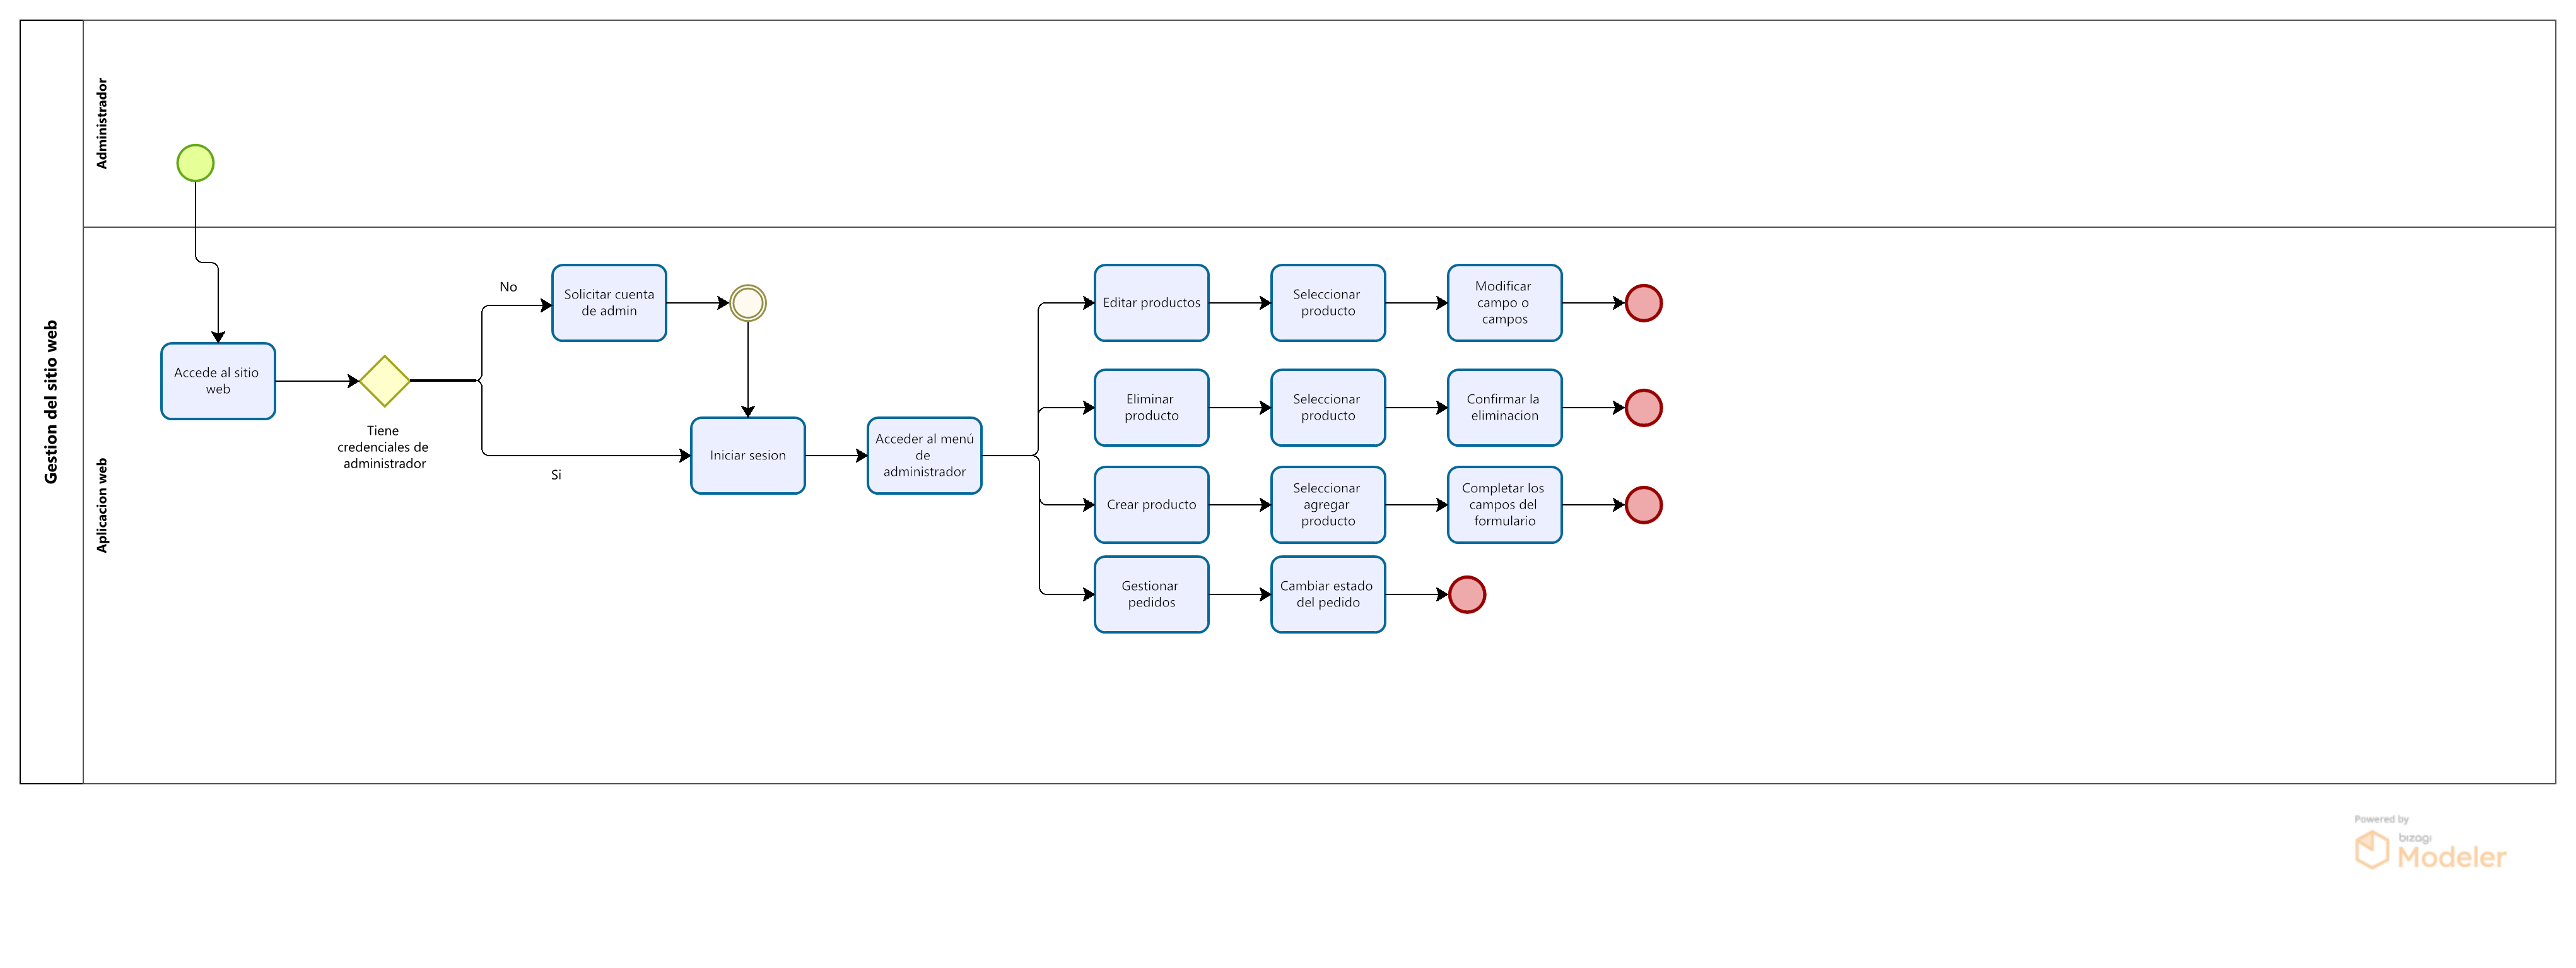 Gestion del sitio web
Administrador
Aplicacion web
Accede al sitio
web
Tiene
credenciales de
administrador
No
Si
Solicitar cuenta
de admin
Iniciar sesion
Acceder al menú
de
administrador
Editar productos
Seleccionar
producto
Modificar
campo o
campos
Eliminar
producto
Seleccionar
producto
Confirmar la
eliminacion
Crear producto
Seleccionar
agregar
producto
Completar los
campos del
formulario
Gestionar
pedidos
Cambiar estado
del pedido
Powered by
bizagi
Modeler